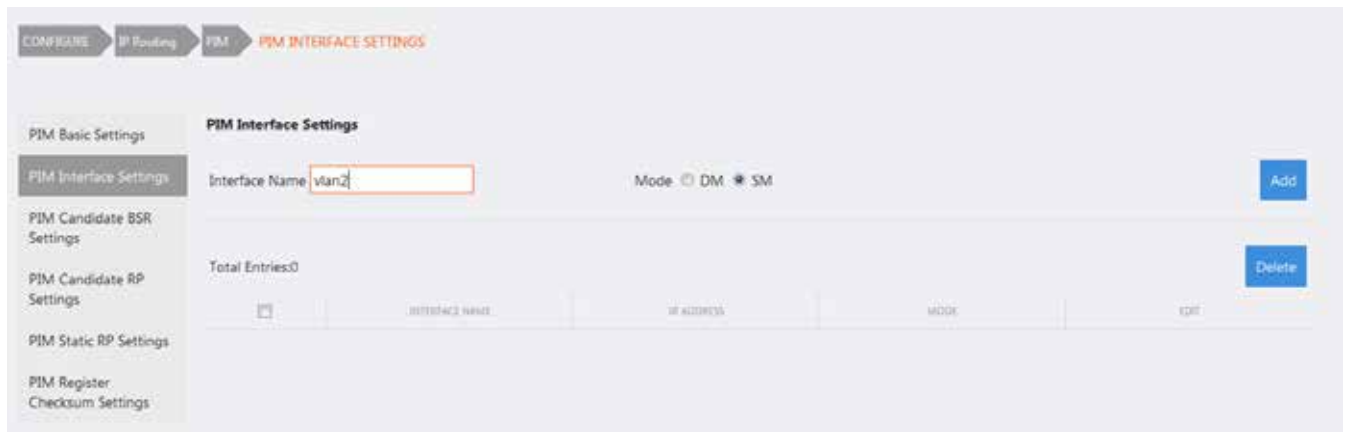 CONFIGURE IP Routing PIM PIM INTERFACE SETTINGS
PIM Basic Settings
PIM Interface Settings
PIM Candidate BSR
Settings
PIM Candidate RP
Settings
PIM Static RP Settings
PIM Register
Checksum Settings
PIM Interface Settings
Interface Name vlan2 Mode DM SM Add
Total Entries:0 Delete
INTERFACE NAME IP ADDRESS MODE EDIT